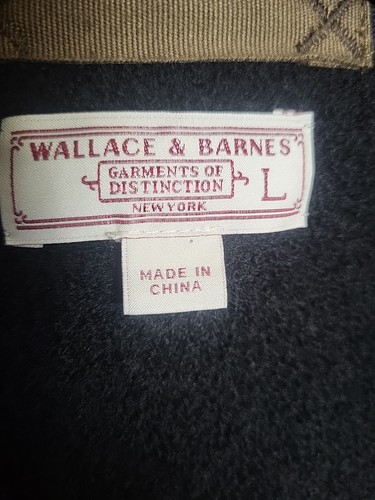 WALLACE & BARNES
GARMENTS OF
DISTINCTION
L
NEW YORK
MADE IN
CHINA